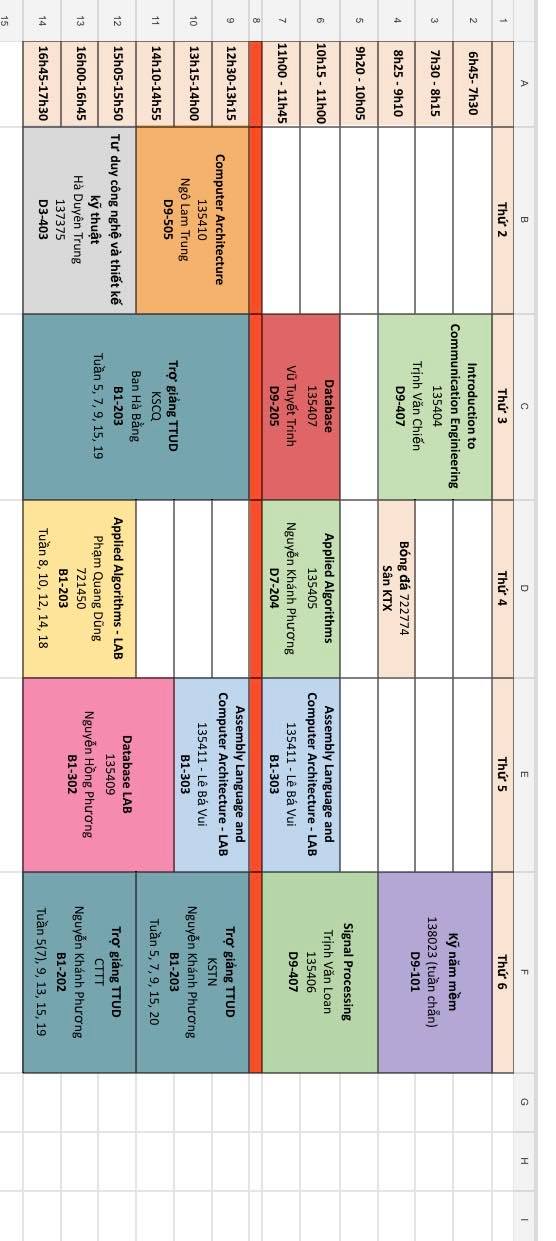 A B C D E F G H I
1 Thứ 2 Thứ 3 Thứ 4 Thứ 5 Thứ 6
2 6h45- 7h30
3 7h30 - 8h15
4 8h25 - 9h10
5 9h20 - 10h05
6 10h15 - 11h00
7 11h00 - 11h45
8
9 12h30-13h15
10 13h15-14h00
11 14h10-14h55
12 15h05-15h50
13 16h00-16h45
14 16h45-17h30
15
Computer Architecture
135410
Ngô Lam Trung
D9-505
Tư duy công nghệ và thiết kế
kỹ thuật
Hà Duyên Trung
137375
D3-403
Introduction to
Communication Enginieering
135404
Trịnh Văn Chiến
D9-407
Database
135407
Vũ Tuyết Trinh
D9-205
Trợ giảng TTUD
KSCQ
Ban Hà Bằng
B1-203
Tuần 5, 7, 9, 15, 19
Bóng đá 722774
Sân KTX
Applied Algorithms
135405
Nguyễn Khánh Phương
D7-204
Applied Algorithms - LAB
Phạm Quang Dũng
721450
B1-203
Tuần 8, 10, 12, 14, 18
Assembly Language and
Computer Architecture - LAB
135411 - Lê Bá Vui
B1-303
Assembly Language and
Computer Architecture - LAB
135411 - Lê Bá Vui
B1-303
Database LAB
135409
Nguyễn Hồng Phương
B1-302
Kỹ năm mềm
138023 (tuần chẵn)
D9-101
Signal Processing
Trịnh Văn Loan
135406
D9-407
Trợ giảng TTUD
KSTN
Nguyễn Khánh Phương
B1-203
Tuần 5, 7, 9, 15, 20
Trợ giảng TTUD
CTTT
Nguyễn Khánh Phương
B1-202
Tuần 5(7), 9, 13, 15, 19